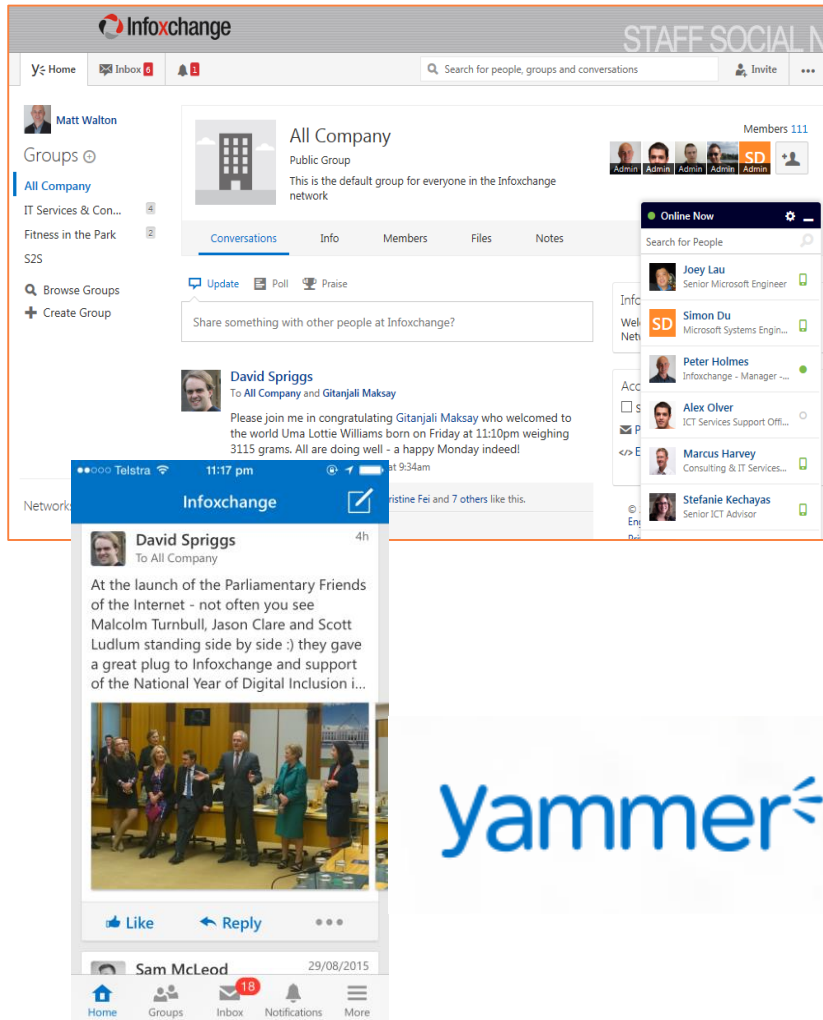 Infoxchange
STAFF SOCIAL N
Home
Inbox 6
1
Search for people, groups and conversations
Invite
Matt Walton
Groups
All Company
IT Services & Con... 4
Fitness in the Park 2
S2S
Browse Groups
Create Group
Network
All Company
Public Group
This is the default group for everyone in the Infoxchange
network
Members 111
Admin Admin Admin Admin Admin
SD
Conversations Info Members Files Notes
Update Poll Praise
Share something with other people at Infoxchange?
David Spriggs
To All Company and Gitanjali Maksay
Please join me in congratulating Gitanjali Maksay who welcomed to
the world Uma Lottie Williams born on Friday at 11:10pm weighing
3115 grams. All are doing well - a happy Monday indeed!
at 9:34am
ristine Fei and 7 others like this.
Info
Wel
Netw
Acc
S
P
</> E
©
Eng
Pri
Online Now
Search for People
Joey Lau
Senior Microsoft Engineer
SD
Simon Du
Microsoft Systems Engin...
Peter Holmes
Infoxchange - Manager -...
Alex Olver
ICT Services Support Offi...
Marcus Harvey
Consulting & IT Services...
Stefanie Kechayas
Senior ICT Advisor
Telstra 11:17 pm
Infoxchange
David Spriggs 4h
To All Company
At the launch of the Parliamentary Friends
of the Internet - not often you see
Malcolm Turnbull, Jason Clare and Scott
Ludlum standing side by side :) they gave
a great plug to Infoxchange and support
of the National Year of Digital Inclusion i...
Like Reply
Sam McLeod 29/08/2015
18
Home Groups Inbox Notifications More
yammer